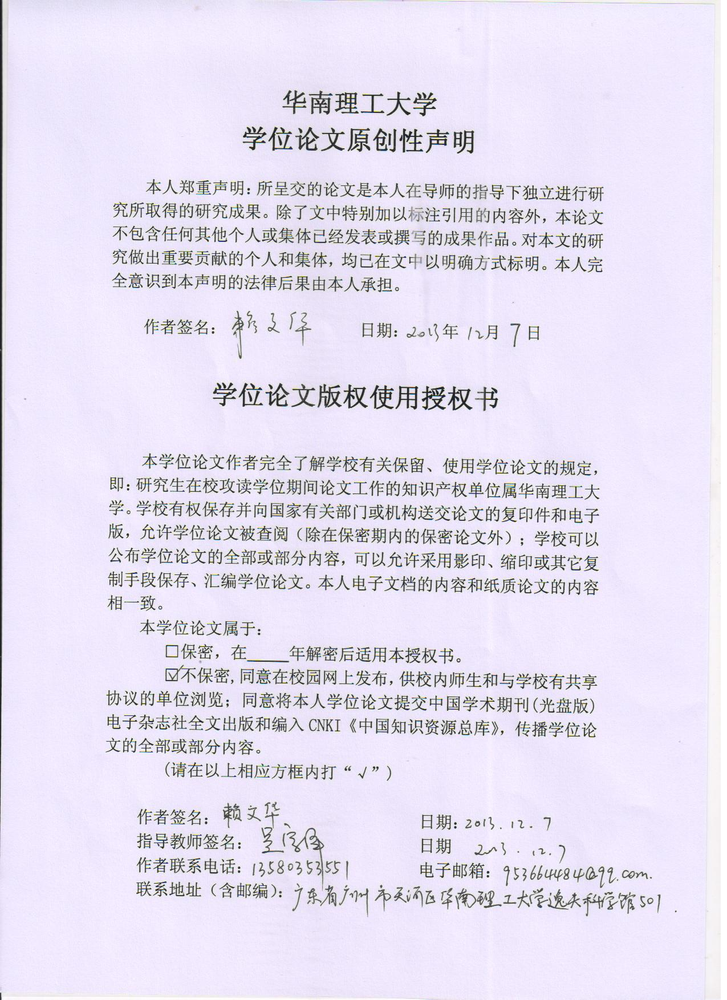 华南理工大学
学位论文原创性声明
本人郑重声明：所呈交的论文是本人在导师的指导下独立进行研
究所取得的研究成果。除了文中特别加以标注引用的内容外，本论文
不包含任何其他个人或集体已经发表或撰写的成果作品。对本文的研
究做出重要贡献的个人和集体，均已在文中以明确方式标明。本人完
全意识到本声明的法律后果由本人承担。
作者签名：赖文华 日期：2013年12月7日
学位论文版权使用授权书
本学位论文作者完全了解学校有关保留、使用学位论文的规定，
即：研究生在校攻读学位期间论文工作的知识产权单位属华南理工大
学。学校有权保存并向国家有关部门或机构送交论文的复印件和电子
版，允许学位论文被查阅（除在保密期内的保密论文外）；学校可以
公布学位论文的全部或部分内容，可以允许采用影印、缩印或其它复
制手段保存、汇编学位论文。本人电子文档的内容和纸质论文的内容
相一致。
本学位论文属于：
□保密，在_____年解密后适用本授权书。
☑不保密,同意在校园网上发布，供校内师生和与学校有共享
协议的单位浏览；同意将本人学位论文提交中国学术期刊(光盘版)
电子杂志社全文出版和编入CNKI《中国知识资源总库》，传播学位论
文的全部或部分内容。
(请在以上相应方框内打“√”)
作者签名：赖文华 日期：2013.12.7
指导教师签名： 日期 2013.12.7
作者联系电话：13580353551 电子邮箱：953664484@qq.com.
联系地址（含邮编）：广东省广州市天河区华南理工大学逸夫科学馆501.